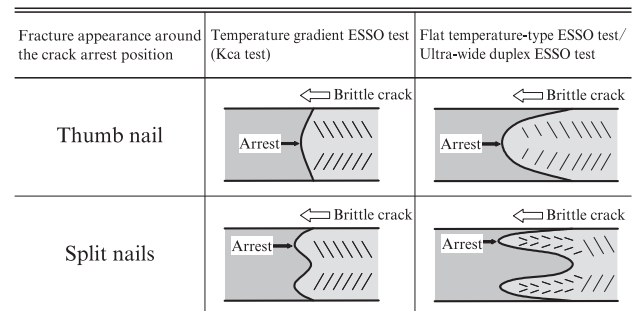 Fracture appearance around
the crack arrest position
Temperature gradient ESSO test
(Kca test)
Flat temperature-type ESSO test/
Ultra-wide duplex ESSO test
Thumb nail
Brittle crack
Arrest
Brittle crack
Arrest
Split nails
Brittle crack
Arrest
Brittle crack
Arrest